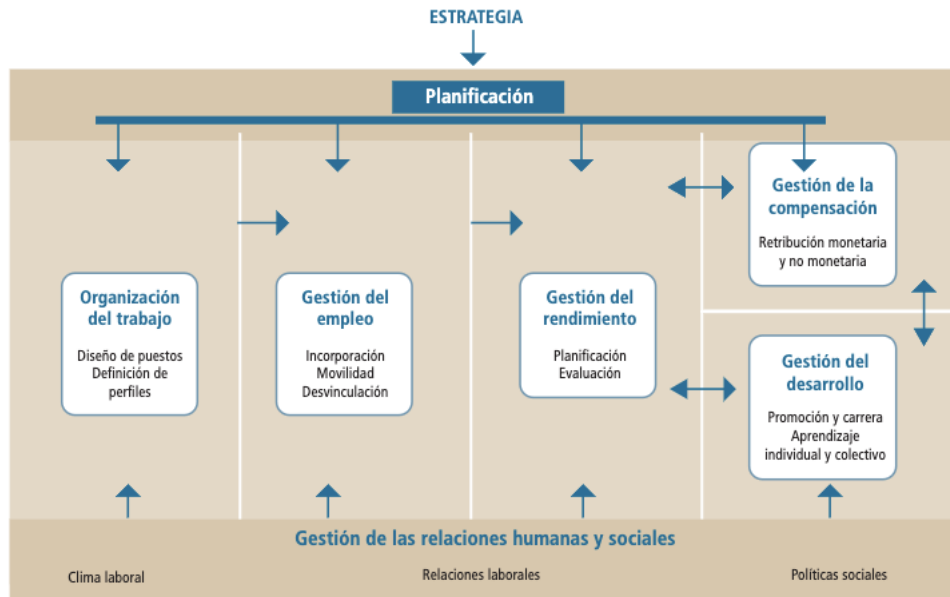 ESTRATEGIA
Planificación
Organización
del trabajo
Diseño de puestos
Definición de
perfiles
Gestión del
empleo
Incorporación
Movilidad
Desvinculación
Gestión del
rendimiento
Planificación
Evaluación
Gestión de la
compensación
Retribución monetaria
y no monetaria
Gestión del
desarrollo
Promoción y carrera
Aprendizaje
individual y colectivo
Gestión de las relaciones humanas y sociales
Clima laboral
Relaciones laborales
Políticas sociales